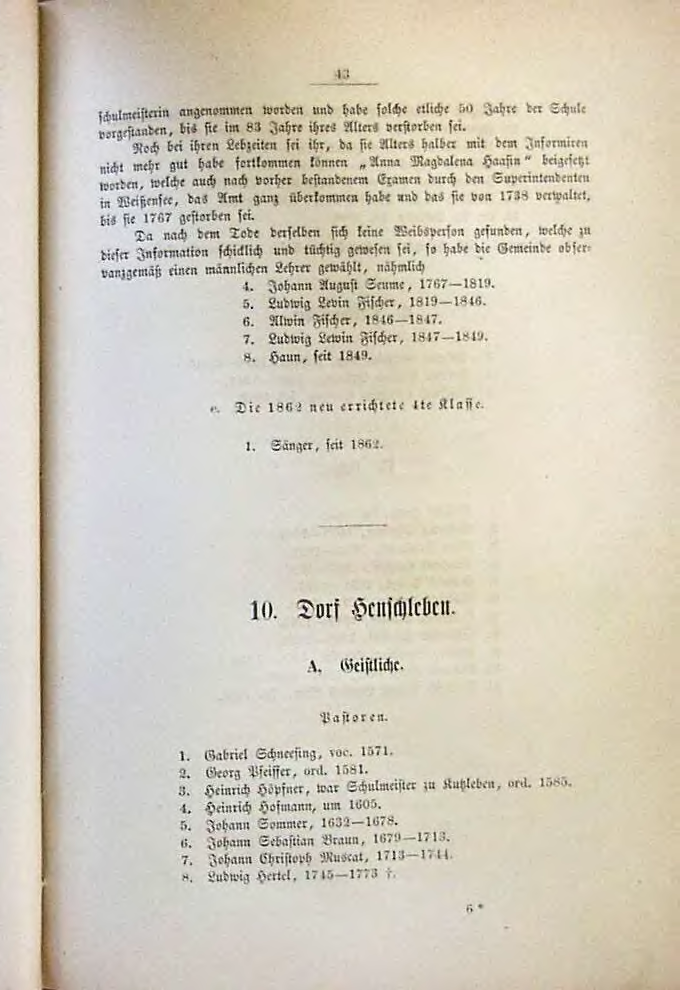 43
schulmeisterin angenommen worden und habe solche etliche 50 Jahre der Schule
vorgestanden, bis sie im 83 Jahre ihres Alters verstorben sei.
Noch bei ihren Lebzeiten sei ihr, da sie Alters halber mit dem Informiren
nicht mehr gut habe fortkommen können „Anna Magdalena Haasin" beigesetzt
worden, welche auch nach vorher bestandenem Examen durch den Superintendenten
in Weißensee, das Amt ganz überkommen habe und das sie von 1738 verwaltet,
bis sie 1767 gestorben sei.
Da nach dem Tode derselben sich keine Weibsperson gefunden, welche zu
dieser Information schicklich und tüchtig gewesen sei, so habe die Gemeinde obser-
vanzgemäß einen männlichen Lehrer gewählt, nähmlich
4. Johann August Seume, 1767—1819.
5. Ludwig Levin Fischer, 1819—1846.
6. Alwin Fischer, 1846—1847.
7. Ludwig Lewin Fischer, 1847—1849.
8. Haun, seit 1849.
e. Die 1862 neu errichtete 4te Klasse.
1. Sänger, seit 1862.
10. Dorf Henschleben.
A. Geistliche.
Pastoren.
1. Gabriel Schneesing, voc. 1571.
2. Georg Pfeiffer, ord. 1581.
3. Heinrich Höpfner, war Schulmeister zu Kutzleben, ord. 1585.
4. Heinrich Hofmann, um 1605.
5. Johann Sommer, 1632—1678.
6. Johann Sebastian Braun, 1679—1713.
7. Johann Christoph Muscat, 1713—1744.
8. Ludwig Hertel, 1745—1773 †.
6*